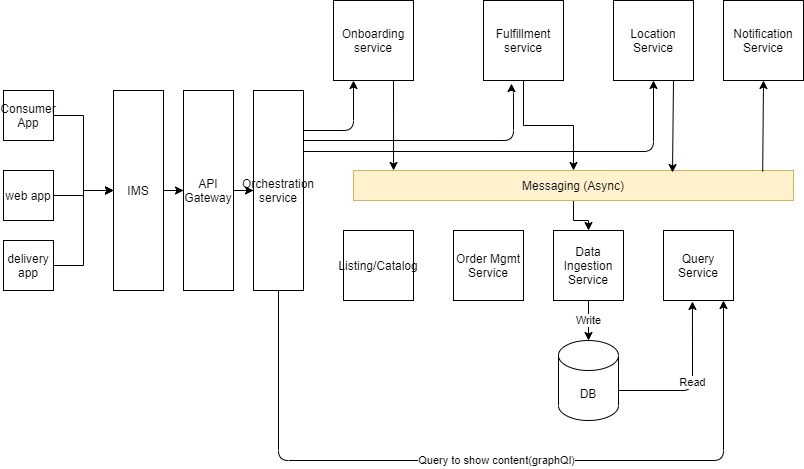 Onboarding
service
Fulfillment
service
Location
Service
Notification
Service
Consumer
App
web app
delivery
app
IMS
API
Gateway
Orchestration
service
Messaging (Async)
Listing/Catalog
Order Mgmt
Service
Data
Ingestion
Service
Query
Service
Write
DB
Read
Query to show content(graphQl)